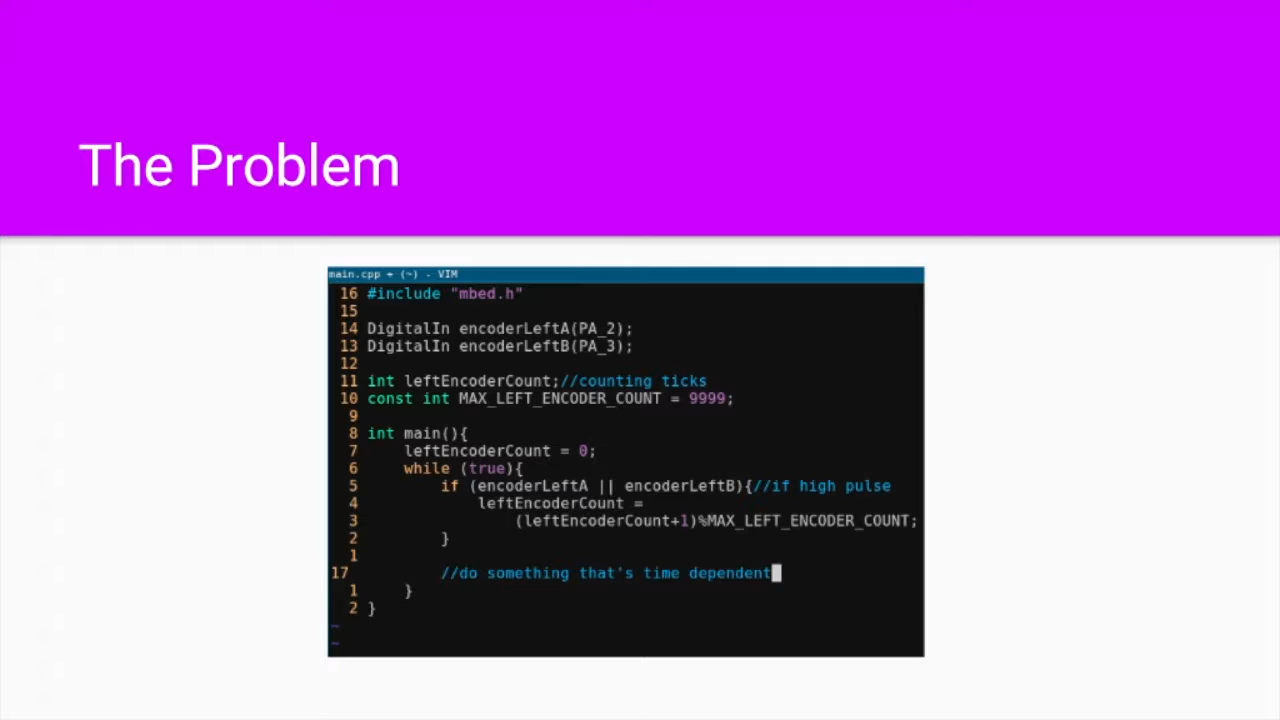 The Problem
main.cpp + (~) - VIM
16 #include "mbed.h"
15
14 DigitalIn encoderLeftA(PA_2);
13 DigitalIn encoderLeftB(PA_3);
12
11 int leftEncoderCount;//counting ticks
10 const int MAX_LEFT_ENCODER_COUNT = 9999;
9
8 int main(){
7 leftEncoderCount = 0;
6 while (true){
5 if (encoderLeftA || encoderLeftB){//if high pulse
4 leftEncoderCount =
3 (leftEncoderCount+1)%MAX_LEFT_ENCODER_COUNT;
2 }
1
17 //do something that's time dependent
1 }
2 }
~
~